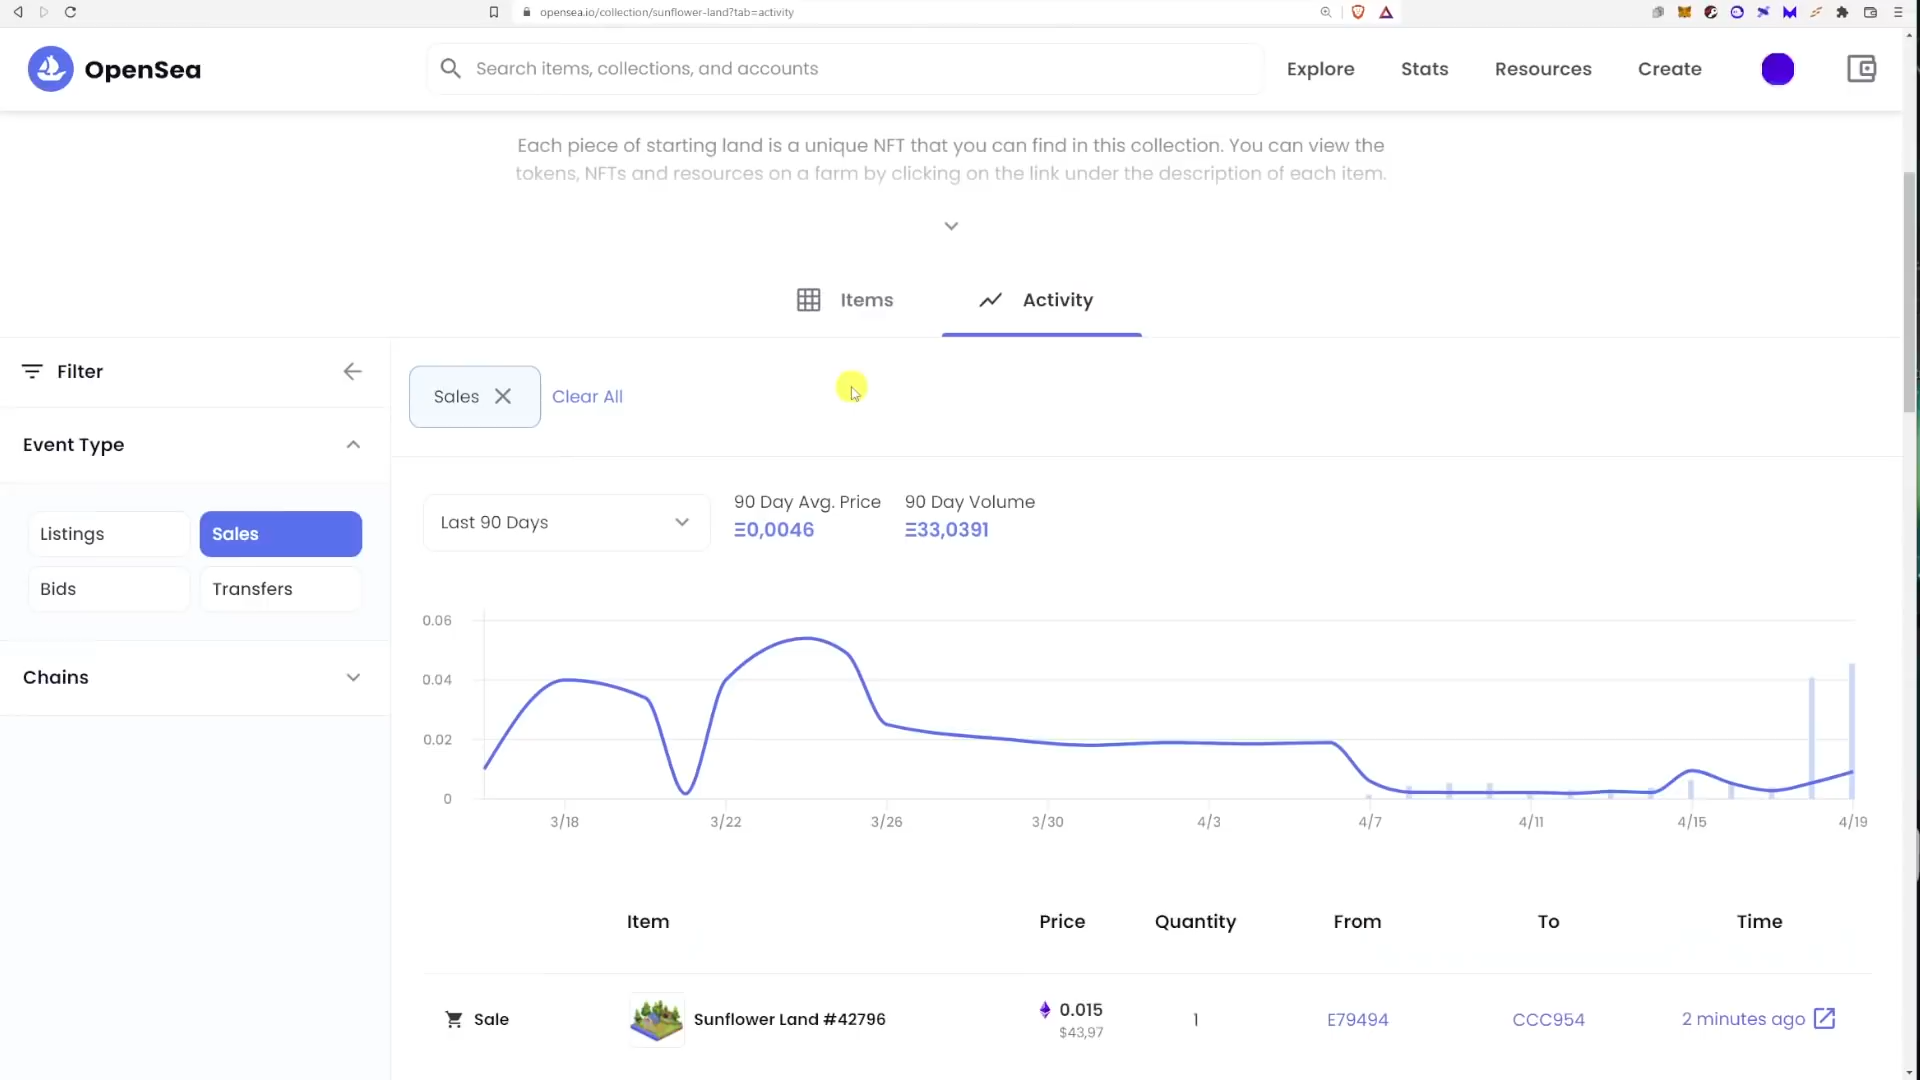 opensea.io/collection/sunflower-land?tab=activity
OpenSea
Search items, collections, and accounts
Explore
Stats
Resources
Create
Each piece of starting land is a unique NFT that you can find in this collection. You can view the
tokens, NFTs and resources on a farm by clicking on the link under the description of each item.
Items
Activity
Filter
Sales
Clear All
Event Type
Listings
Sales
Bids
Transfers
Chains
Last 90 Days
90 Day Avg. Price
Ξ0,0046
90 Day Volume
Ξ33,0391
0.06
0.04
0.02
0
3/18
3/22
3/26
3/30
4/3
4/7
4/11
4/15
4/19
Item
Price
Quantity
From
To
Time
Sale
Sunflower Land #42796
0.015
$43,97
1
E79494
CCC954
2 minutes ago